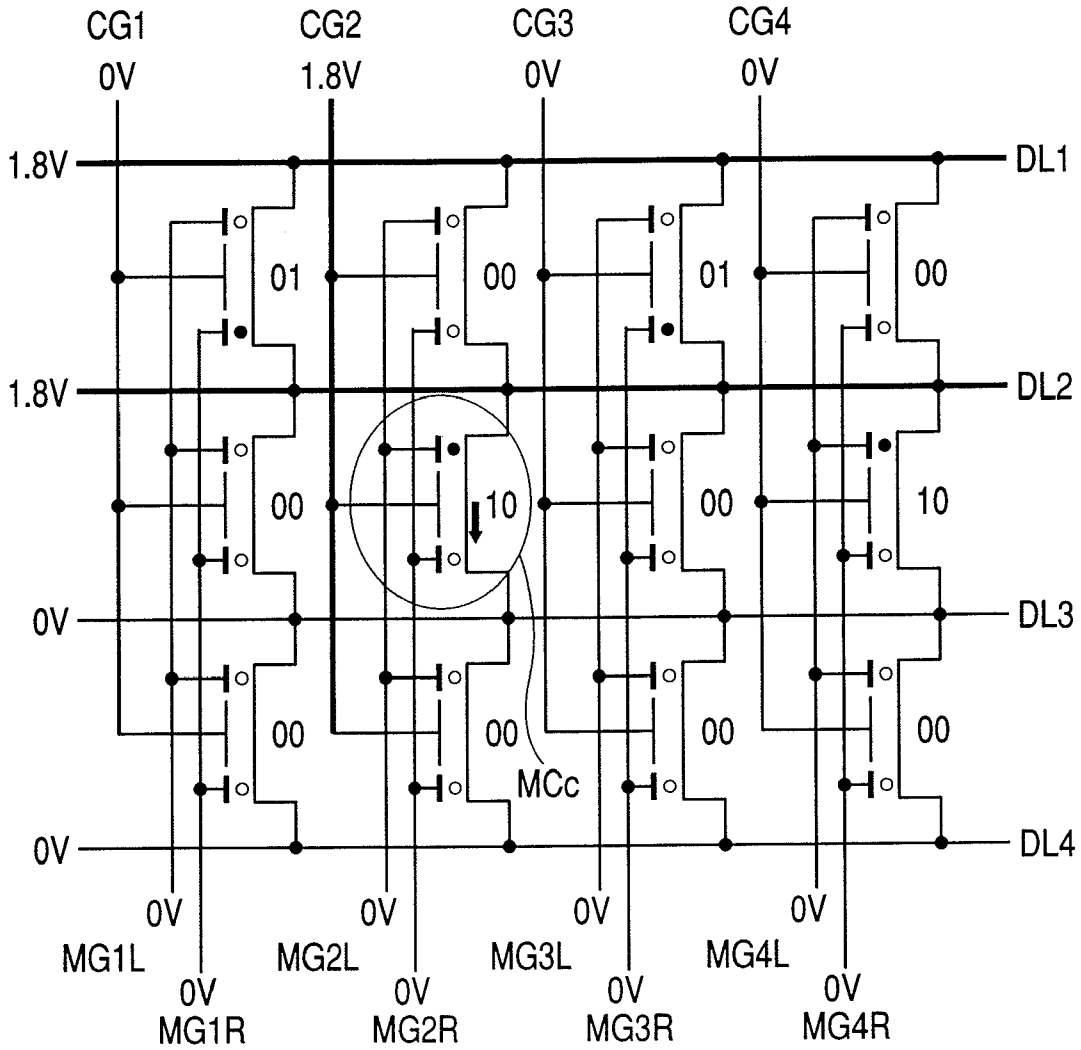 CG1 CG2 CG3 CG4
0V 1.8V 0V 0V
1.8V DL1
01 00 01 00
1.8V DL2
00 10 00 10
0V DL3
00 00 00 00
MCc
0V DL4
0V 0V 0V 0V
MG1L MG2L MG3L MG4L
0V 0V 0V 0V
MG1R MG2R MG3R MG4R